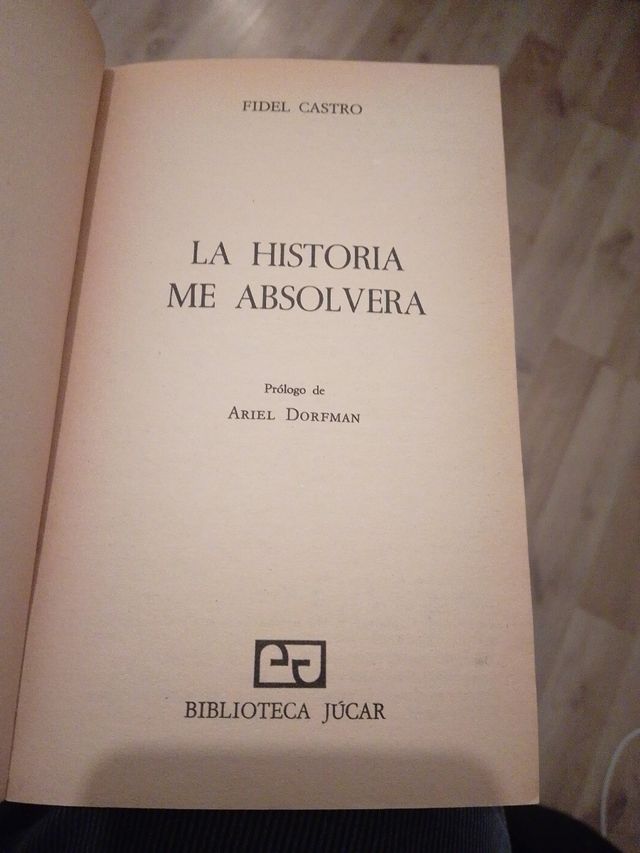 FIDEL CASTRO
LA HISTORIA
ME ABSOLVERA
Prólogo de
ARIEL DORFMAN
BIBLIOTECA JÚCAR